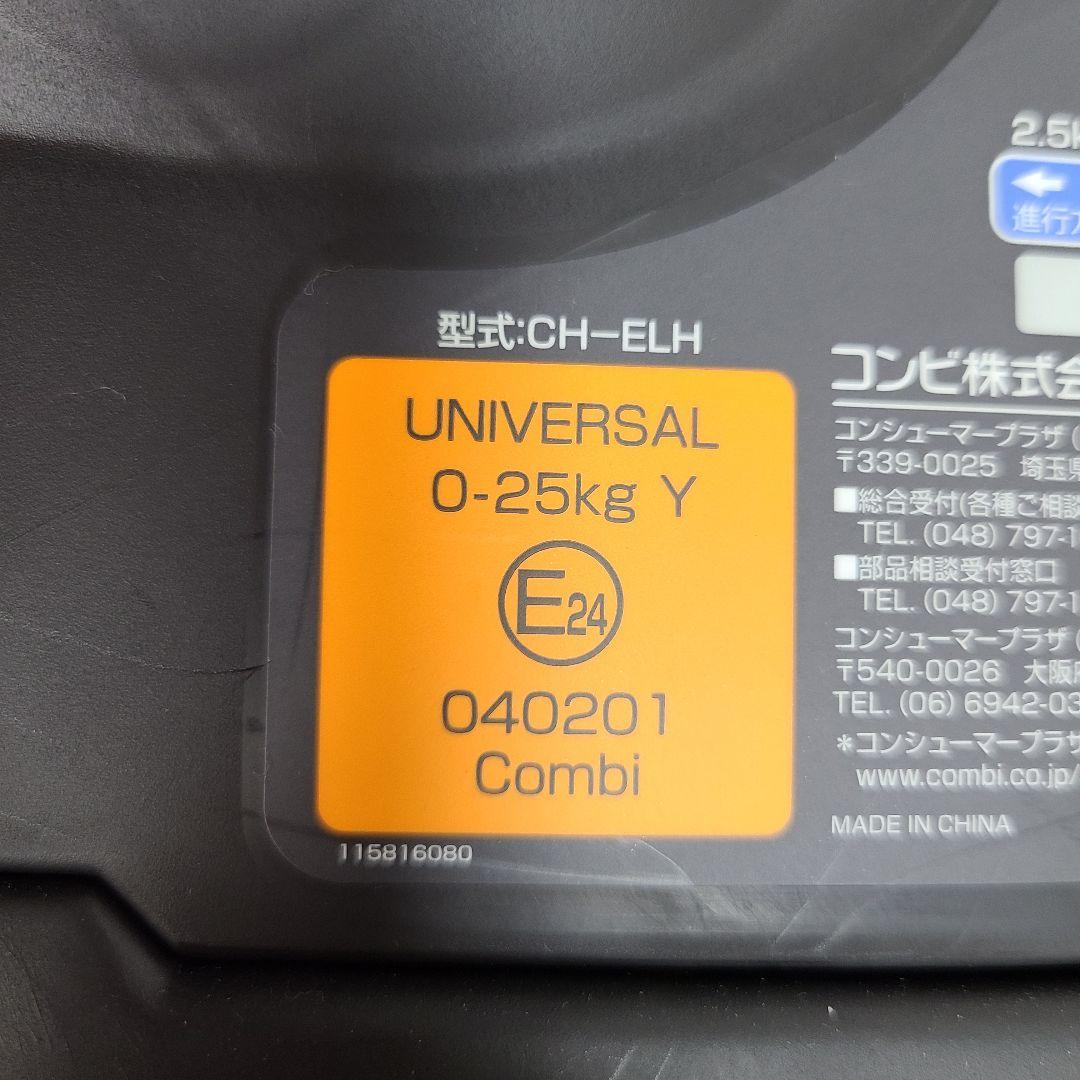 型式:CH-ELH
UNIVERSAL
0-25kg Y
E24
040201
Combi
115816080
2.5
進行
コンビ株式会
コンシューマープラザ(
〒339-0025 埼玉県
■総合受付(各種ご相談
TEL. (048) 797-1
■部品相談受付窓口
TEL. (048) 797-1
コンシューマープラザ(
〒540-0026 大阪府
TEL. (06) 6942-03
*コンシューマープラザ
www.combi.co.jp/
MADE IN CHINA